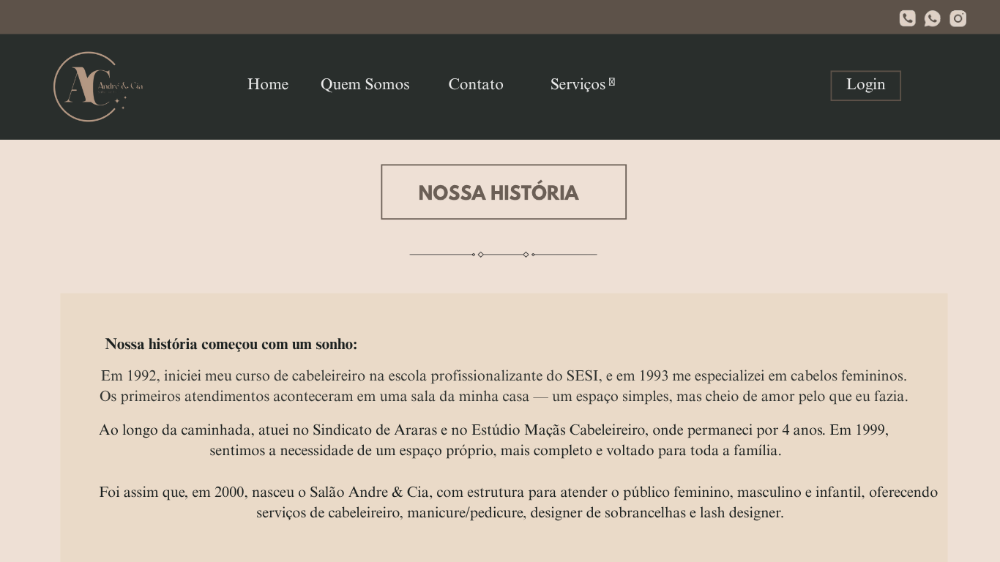 AC
André & Cia
Home
Quem Somos
Contato
Serviços
Login
NOSSA HISTÓRIA
Nossa história começou com um sonho:
Em 1992, iniciei meu curso de cabeleireiro na escola profissionalizante do SESI, e em 1993 me especializei em cabelos femininos.
Os primeiros atendimentos aconteceram em uma sala da minha casa — um espaço simples, mas cheio de amor pelo que eu fazia.
Ao longo da caminhada, atuei no Sindicato de Araras e no Estúdio Maçãs Cabeleireiro, onde permaneci por 4 anos. Em 1999,
sentimos a necessidade de um espaço próprio, mais completo e voltado para toda a família.
Foi assim que, em 2000, nasceu o Salão Andre & Cia, com estrutura para atender o público feminino, masculino e infantil, oferecendo
serviços de cabeleireiro, manicure/pedicure, designer de sobrancelhas e lash designer.